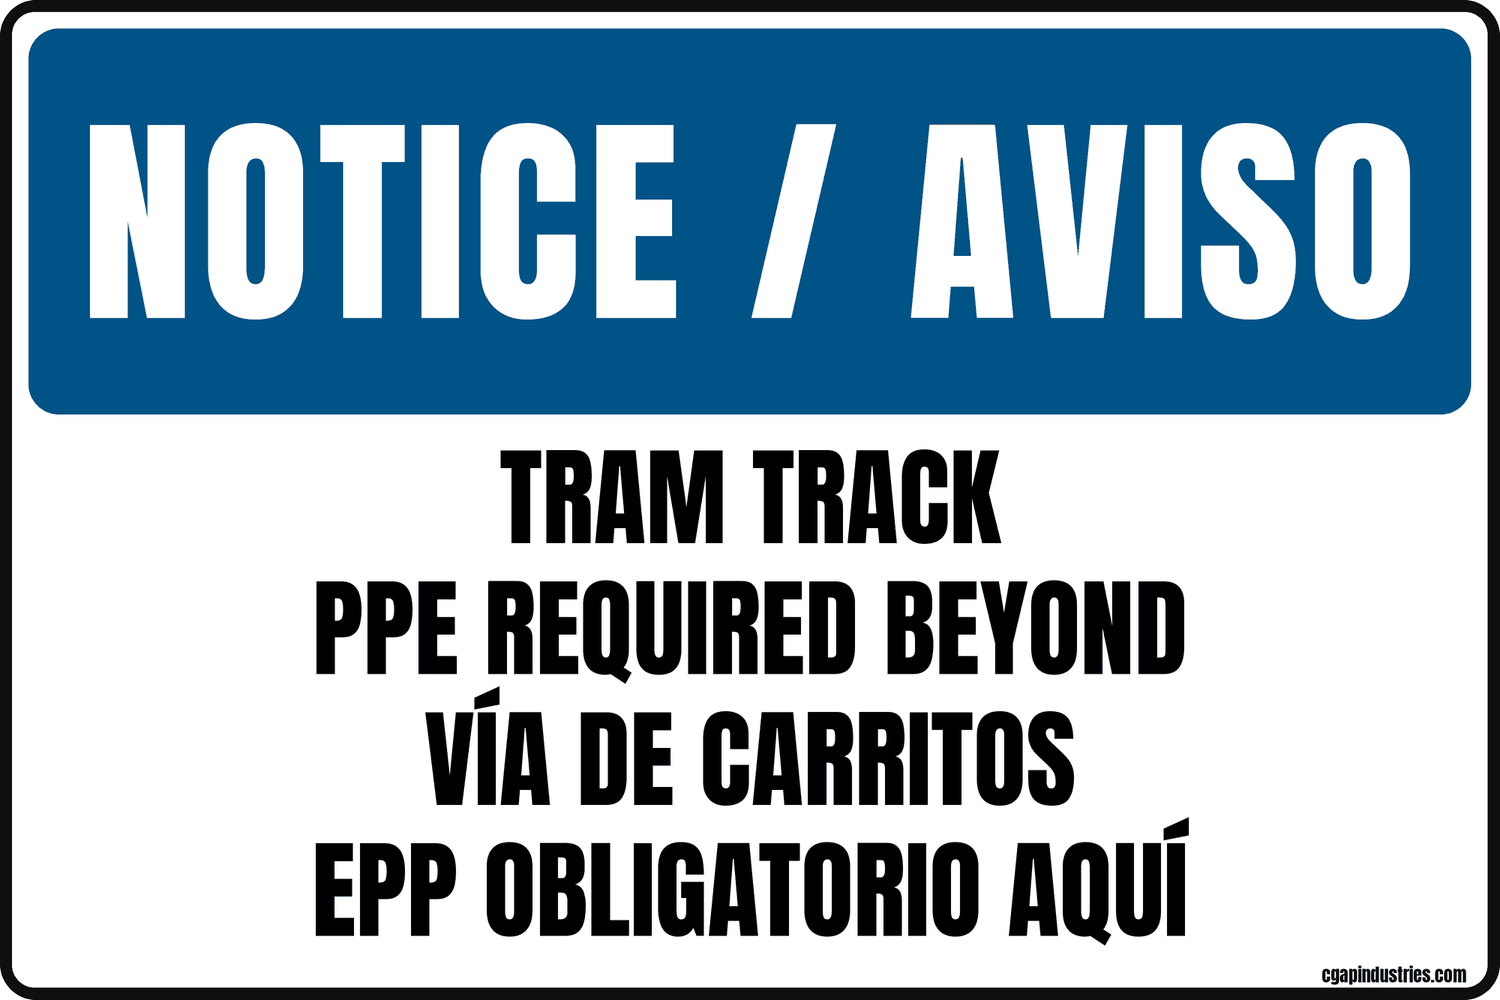 NOTICE / AVISO
TRAM TRACK
PPE REQUIRED BEYOND
VÍA DE CARRITOS
EPP OBLIGATORIO AQUÍ
cgapindustries.com